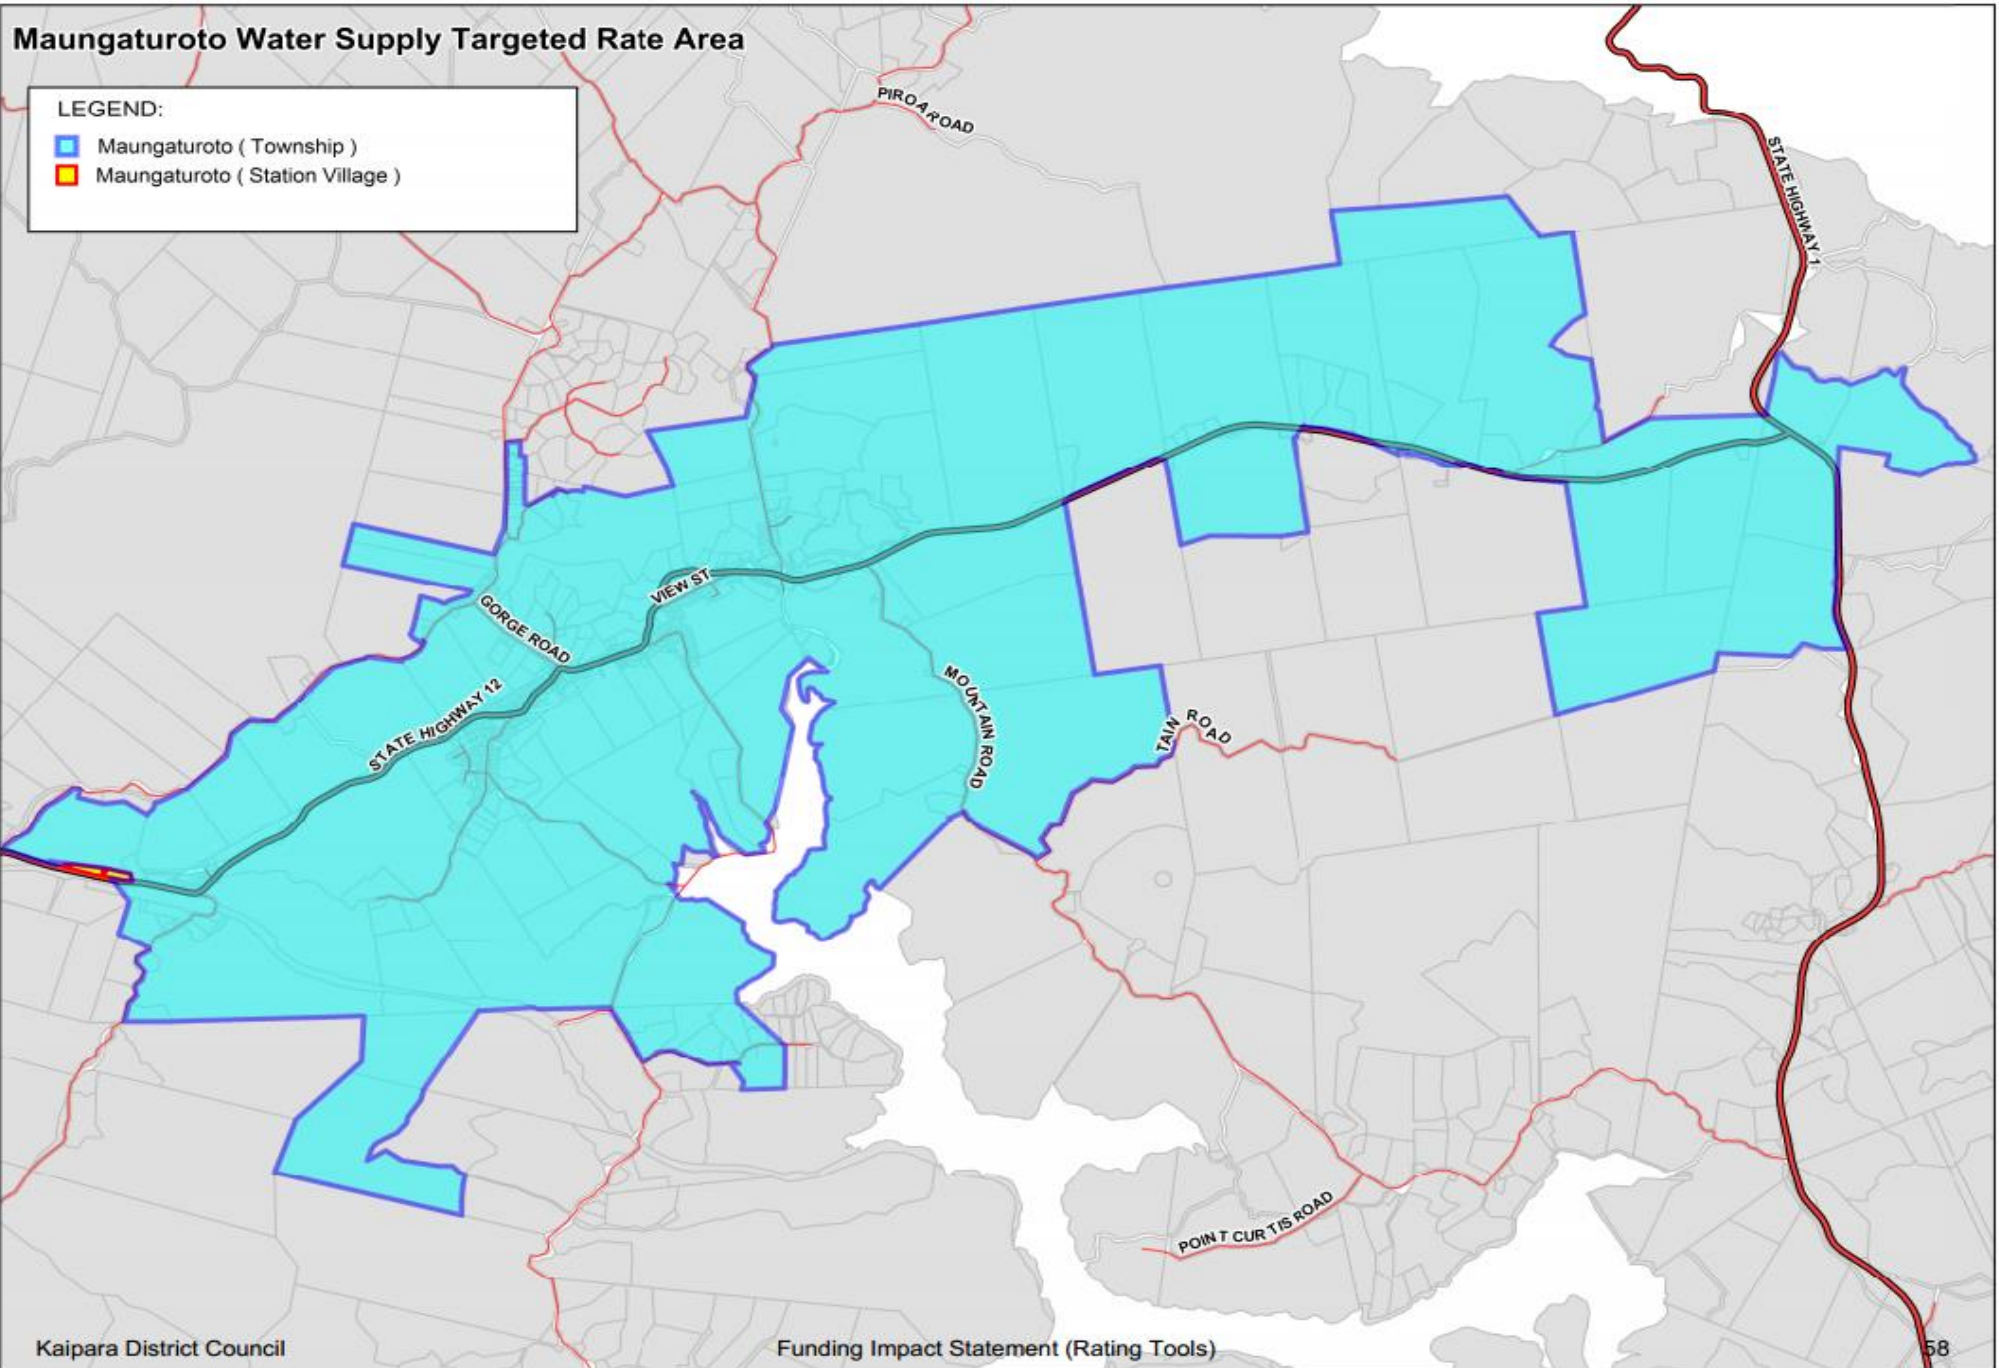 Maungaturoto Water Supply Targeted Rate Area
LEGEND:
Maungaturoto ( Township )
Maungaturoto ( Station Village )
PIROA ROAD
STATE HIGHWAY 1
VIEW ST
GORGE ROAD
STATE HIGHWAY 12
MOUNTAIN ROAD
TAIN ROAD
POINT CURTIS ROAD
Kaipara District Council
Funding Impact Statement (Rating Tools)
58